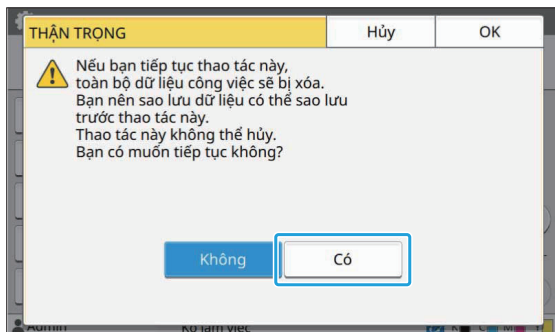 THẬN TRỌNG
Hủy
OK
Nếu bạn tiếp tục thao tác này,
toàn bộ dữ liệu công việc sẽ bị xóa.
Bạn nên sao lưu dữ liệu có thể sao lưu
trước thao tác này.
Thao tác này không thể hủy.
Bạn có muốn tiếp tục không?
Không
Có
Admin
K
C
M
Y